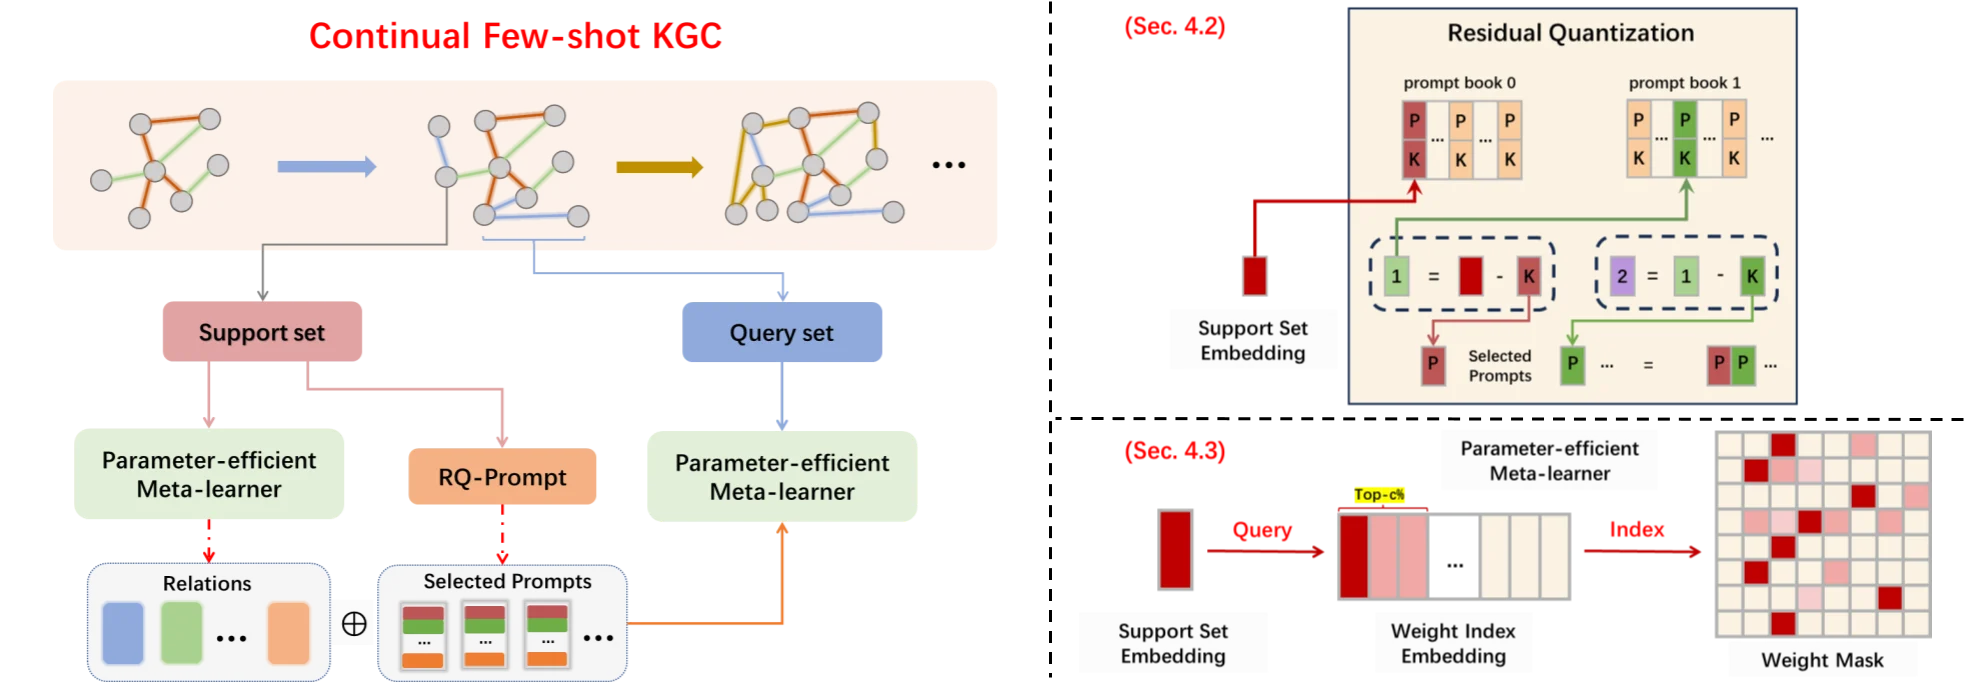 Continual Few-shot KGC
...
Support set
Query set
Parameter-efficient
Meta-learner
RQ-Prompt
Parameter-efficient
Meta-learner
Relations
...
⊕
Selected Prompts
... ... ... ...
(Sec. 4.2)
Residual Quantization
prompt book 0
prompt book 1
P ... P ... P
K K K
P ... P ... P ...
K K K
1 = - K
2 = 1 - K
Support Set
Embedding
P
Selected
Prompts
P ... = P P ...
(Sec. 4.3)
Parameter-efficient
Meta-learner
Top-c%
Query
...
Index
Support Set
Embedding
Weight Index
Embedding
Weight Mask